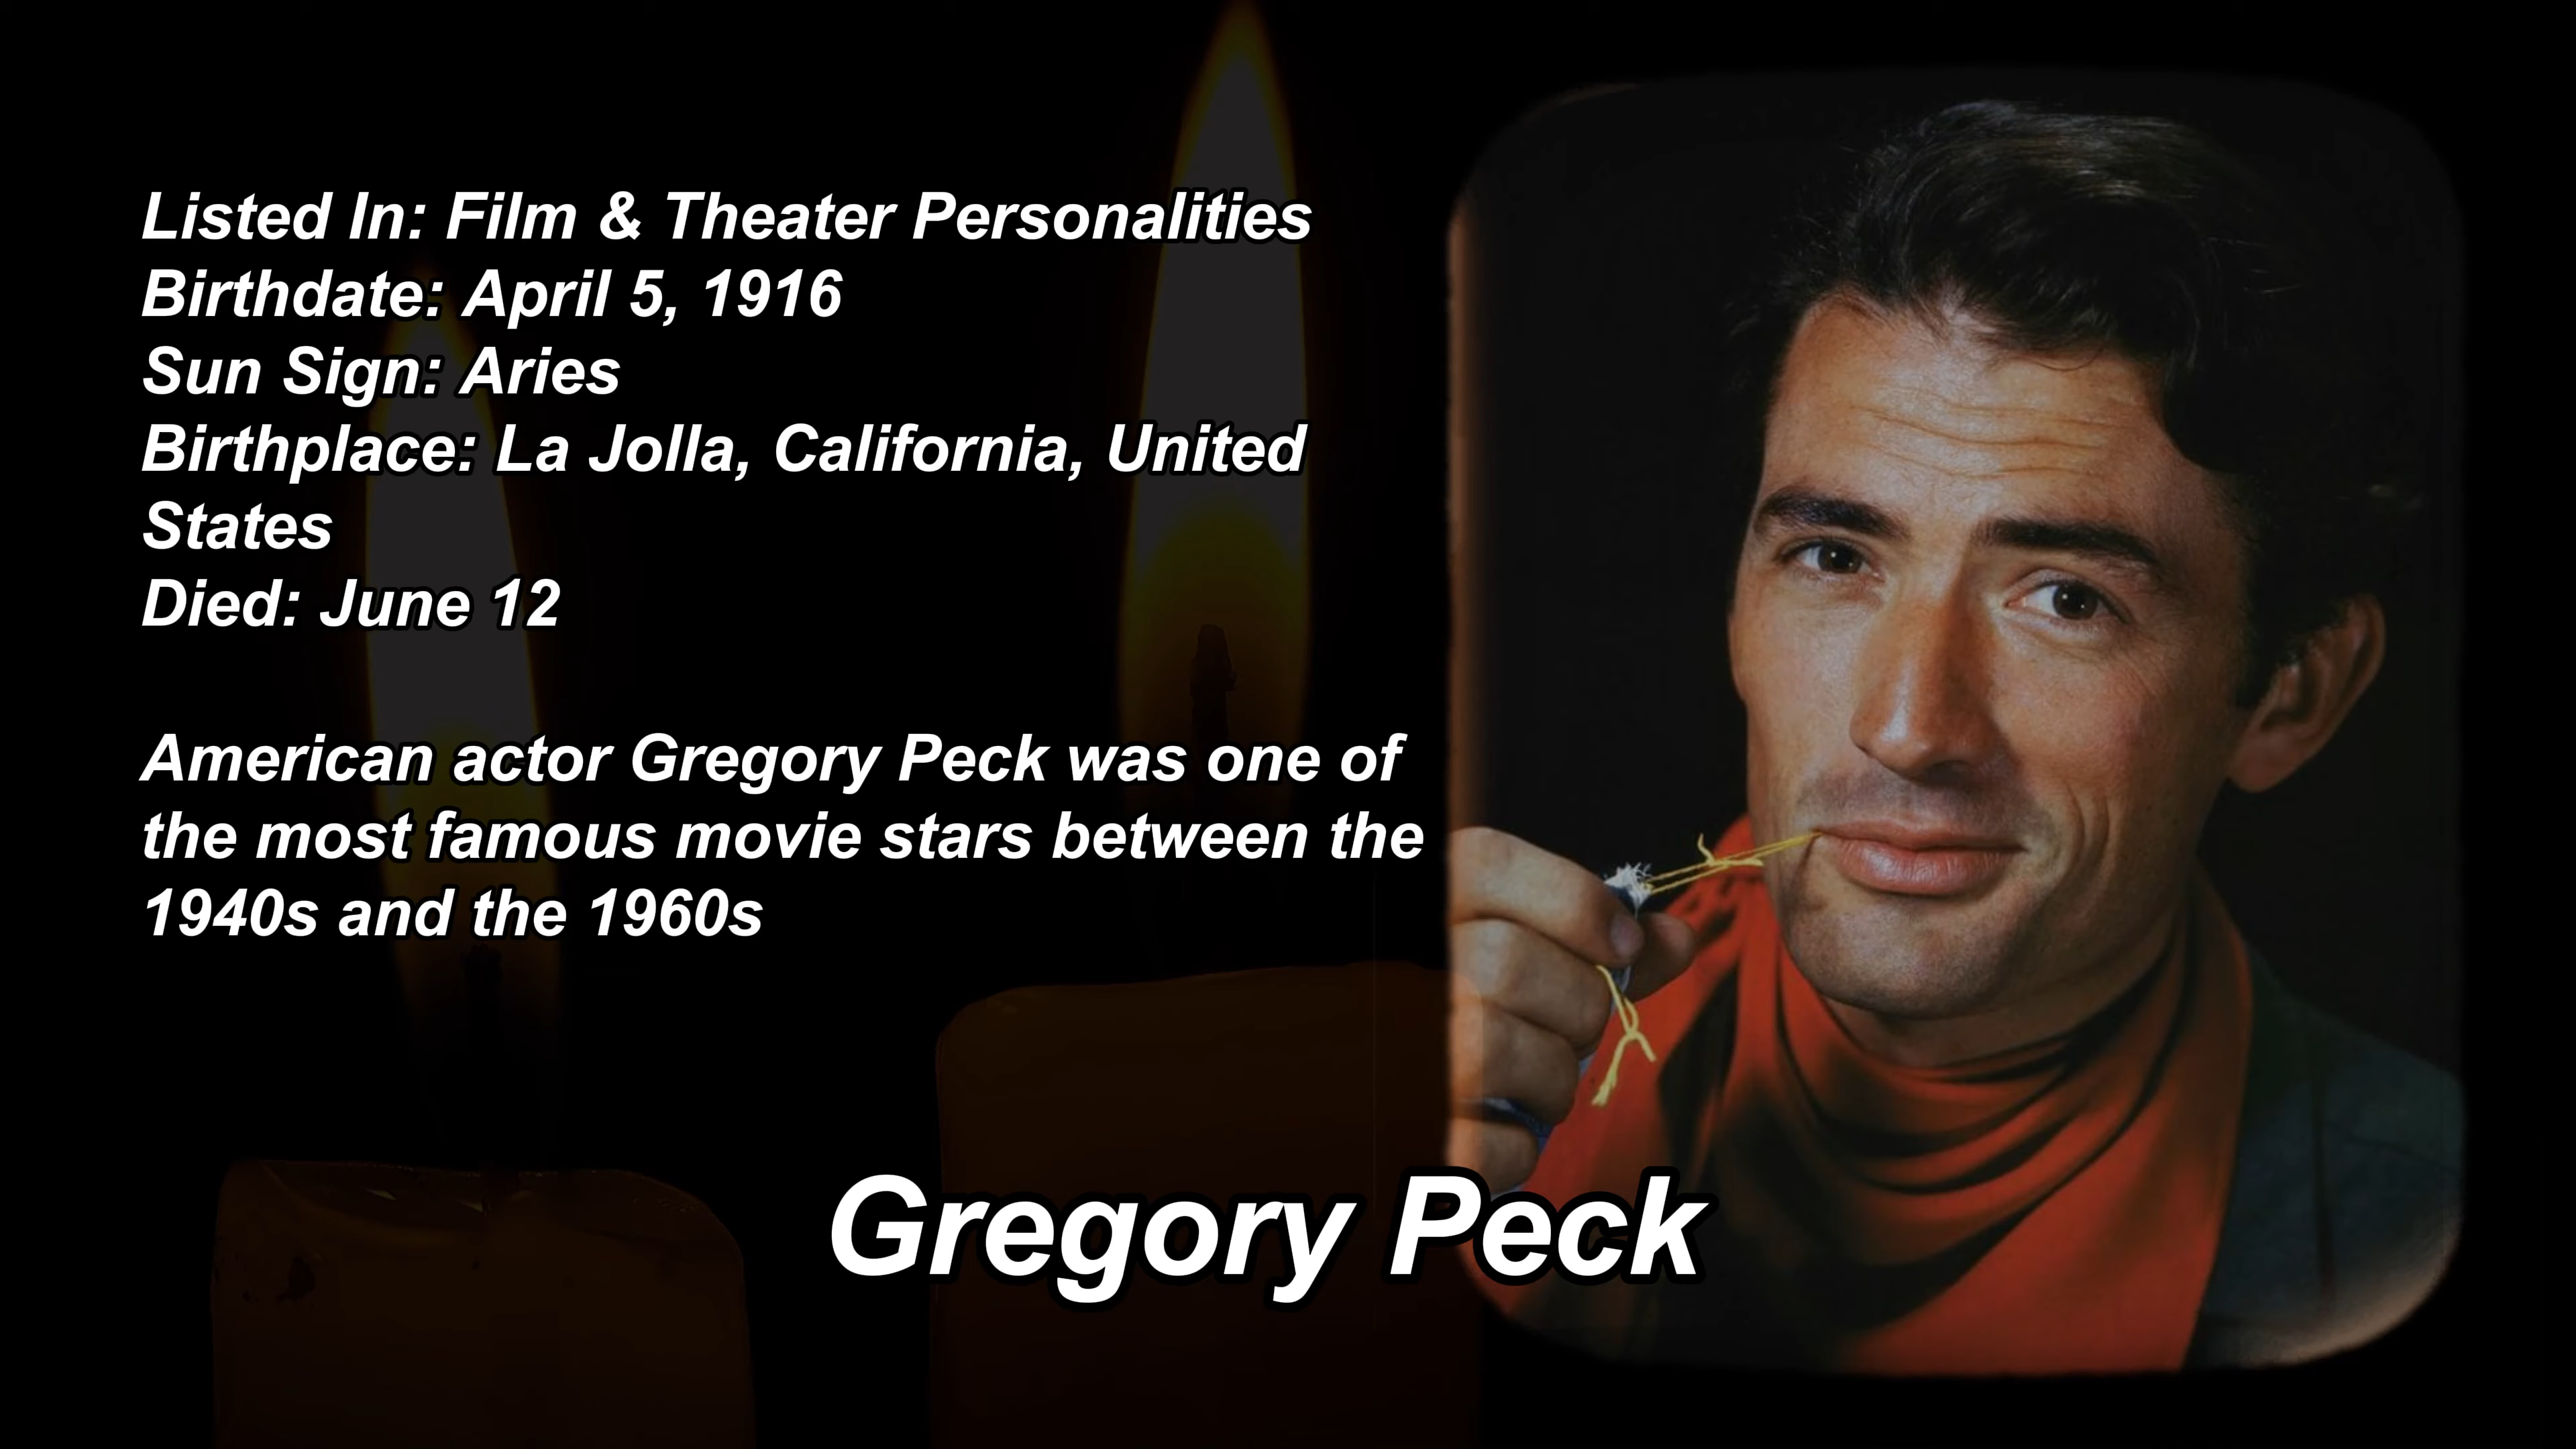 Listed In: Film & Theater Personalities
Birthdate: April 5, 1916
Sun Sign: Aries
Birthplace: La Jolla, California, United
States
Died: June 12
American actor Gregory Peck was one of
the most famous movie stars between the
1940s and the 1960s
Gregory Peck